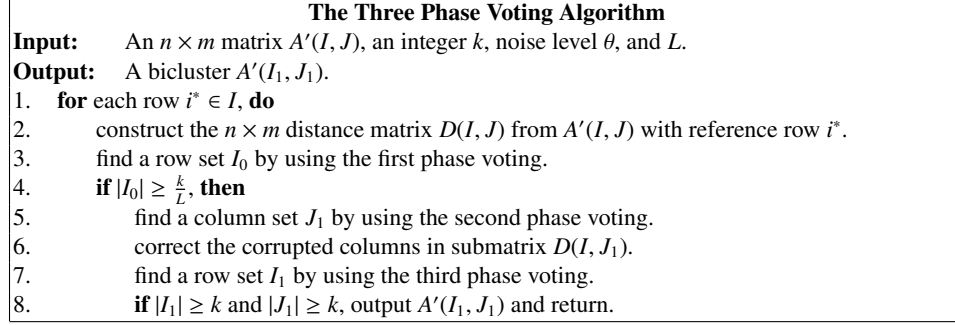 The Three Phase Voting Algorithm
Input: An n × m matrix A′(I, J), an integer k, noise level θ, and L.
Output: A bicluster A′(I₁, J₁).
1. for each row i* ∈ I, do
2. construct the n × m distance matrix D(I, J) from A′(I, J) with reference row i*.
3. find a row set I₀ by using the first phase voting.
4. if |I₀| ≥ k/L, then
5. find a column set J₁ by using the second phase voting.
6. correct the corrupted columns in submatrix D(I, J₁).
7. find a row set I₁ by using the third phase voting.
8. if |I₁| ≥ k and |J₁| ≥ k, output A′(I₁, J₁) and return.